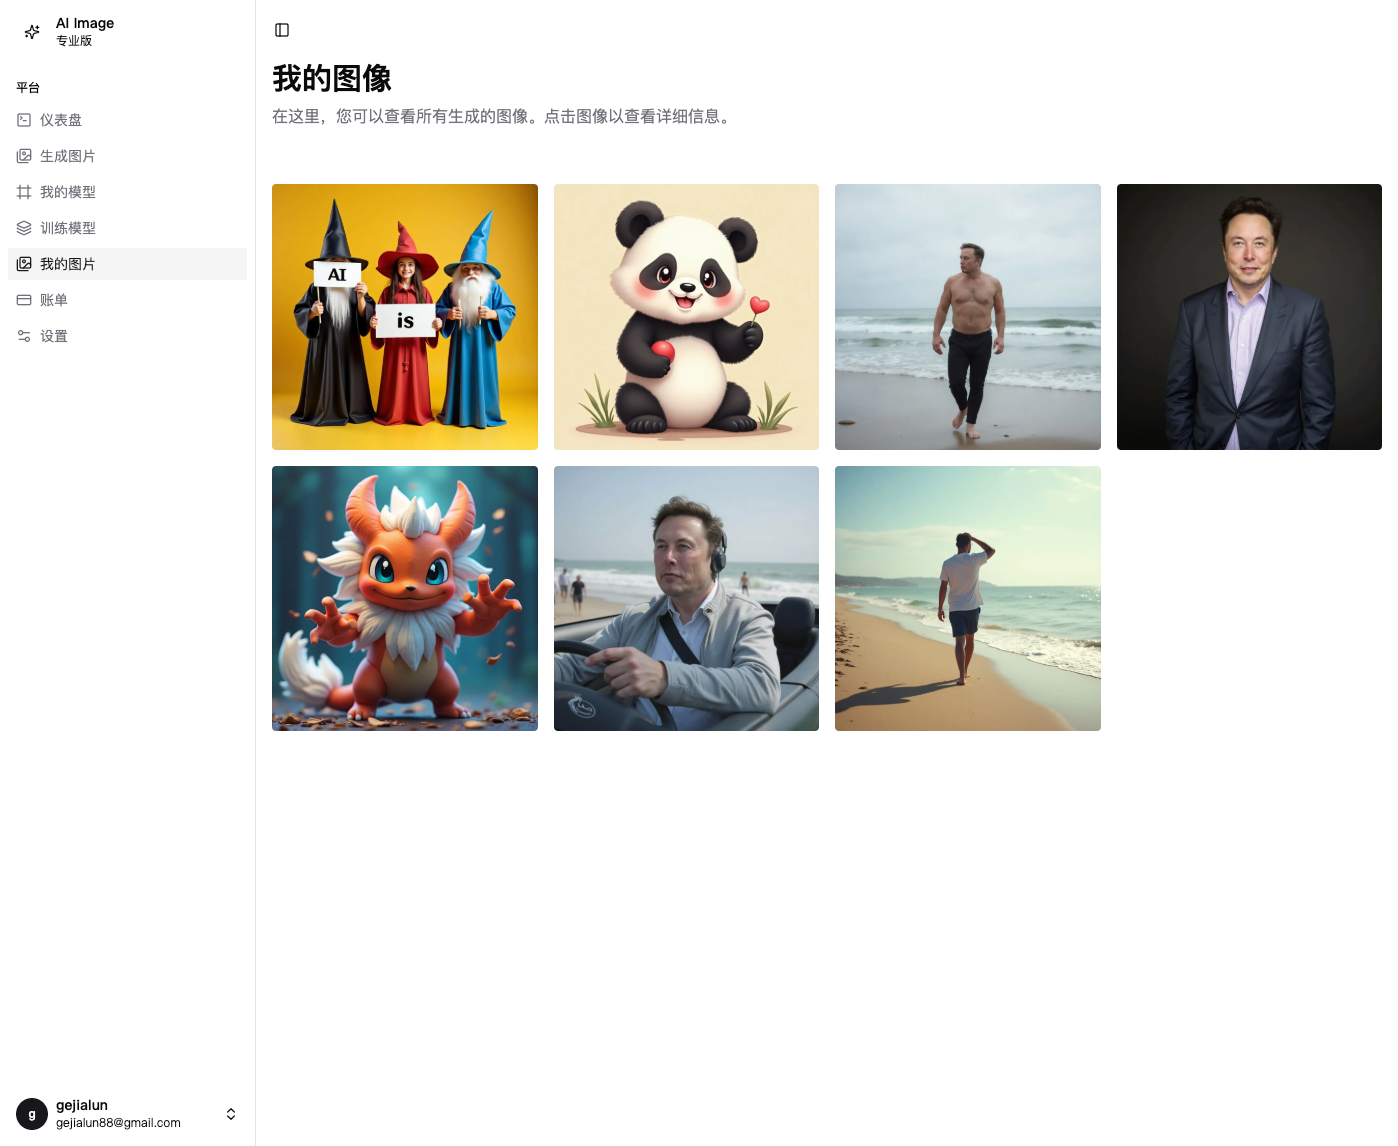 AI Image
专业版
平台
仪表盘
生成图片
我的模型
训练模型
我的图片
账单
设置
我的图像
在这里，您可以查看所有生成的图像。点击图像以查看详细信息。
AI
is
g
gejialun
gejialun88@gmail.com